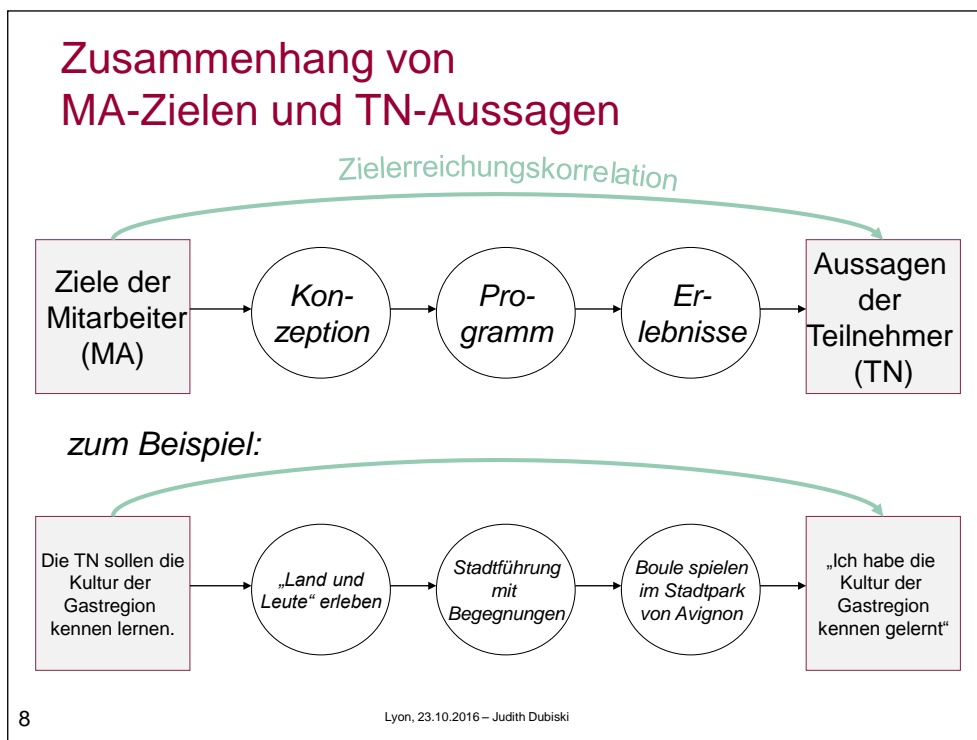 Zusammenhang von
MA-Zielen und TN-Aussagen
Zielerreichungskorrelation
Ziele der
Mitarbeiter
(MA)
Kon-
zeption
Pro-
gramm
Er-
lebnisse
Aussagen
der
Teilnehmer
(TN)
zum Beispiel:
Die TN sollen die
Kultur der
Gastregion
kennen lernen.
„Land und
Leute“ erleben
Stadtführung
mit
Begegnungen
Boule spielen
im Stadtpark
von Avignon
„Ich habe die
Kultur der
Gastregion
kennen gelernt“
8
Lyon, 23.10.2016 – Judith Dubiski